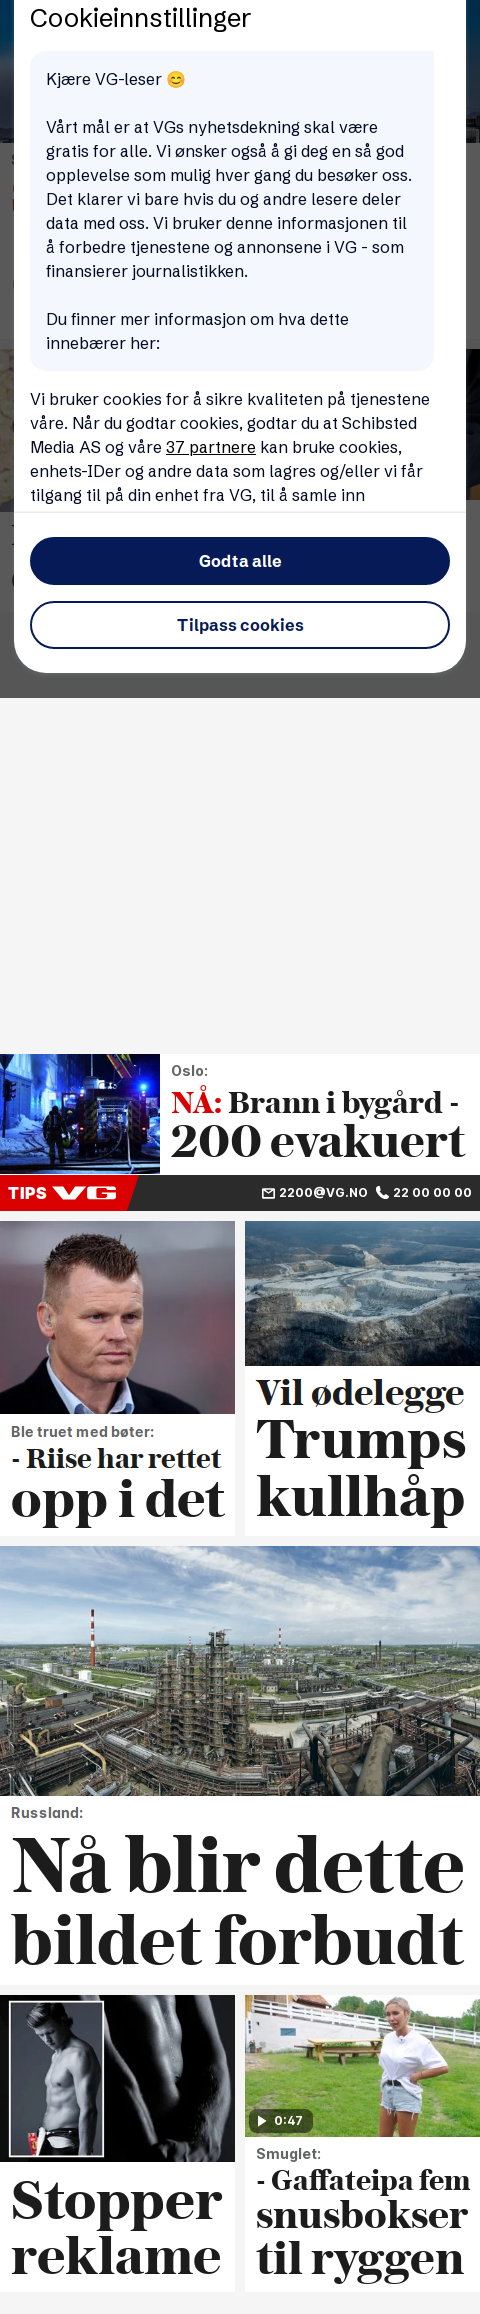 Cookieinnstillinger
Kjære VG-leser 😊
Vårt mål er at VGs nyhetsdekning skal være
gratis for alle. Vi ønsker også å gi deg en så god
opplevelse som mulig hver gang du besøker oss.
Det klarer vi bare hvis du og andre lesere deler
data med oss. Vi bruker denne informasjonen til
å forbedre tjenestene og annonsene i VG - som
finansierer journalistikken.
Du finner mer informasjon om hva dette
innebærer her:
Vi bruker cookies for å sikre kvaliteten på tjenestene
våre. Når du godtar cookies, godtar du at Schibsted
Media AS og våre 37 partnere kan bruke cookies,
enhets-IDer og andre data som lagres og/eller vi får
tilgang til på din enhet fra VG, til å samle inn
Godta alle
Tilpass cookies
Oslo:
NÅ: Brann i bygård -
200 evakuert
TIPS VG
2200@VG.NO 22 00 00 00
Ble truet med bøter:
- Riise har rettet
opp i det
Vil ødelegge
Trumps
kullhåp
Russland:
Nå blir dette
bildet forbudt
Stopper
reklame
0:47
Smuglet:
- Gaffateipa fem
snusbokser
til ryggen